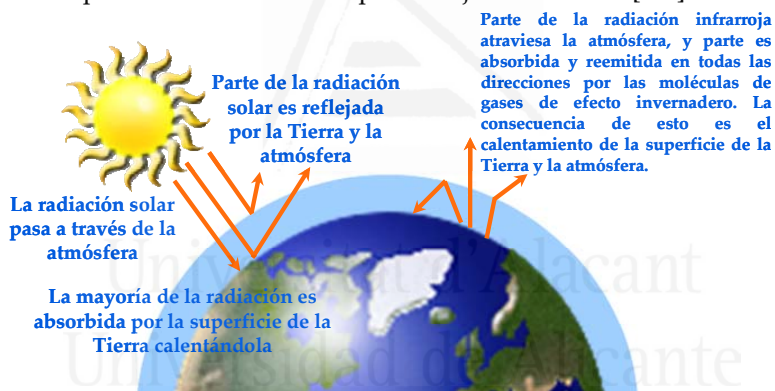 Parte de la radiación infrarroja
atraviesa la atmósfera, y parte es
absorbida y reemitida en todas las
direcciones por las moléculas de
gases de efecto invernadero. La
consecuencia de esto es el
calentamiento de la superficie de la
Tierra y la atmósfera.
Parte de la radiación
solar es reflejada
por la Tierra y la
atmósfera
La radiación solar
pasa a través de la
atmósfera
La mayoría de la radiación es
absorbida por la superficie de la
Tierra calentándola
Universitat d'Alacant
Universidad de Alicante